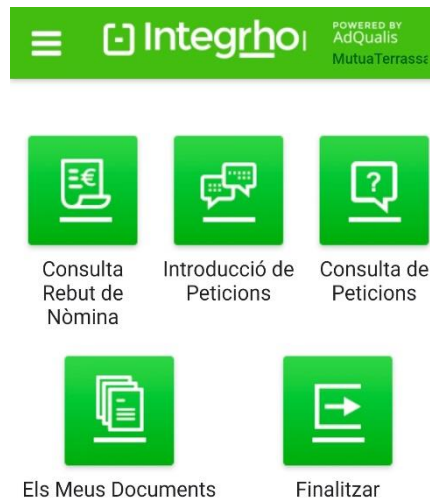 Integrho
POWERED BY
AdQualis
MutuaTerrassa
€
?
Consulta Rebut de Nòmina
Introducció de Peticions
Consulta de Peticions
Els Meus Documents
Finalitzar